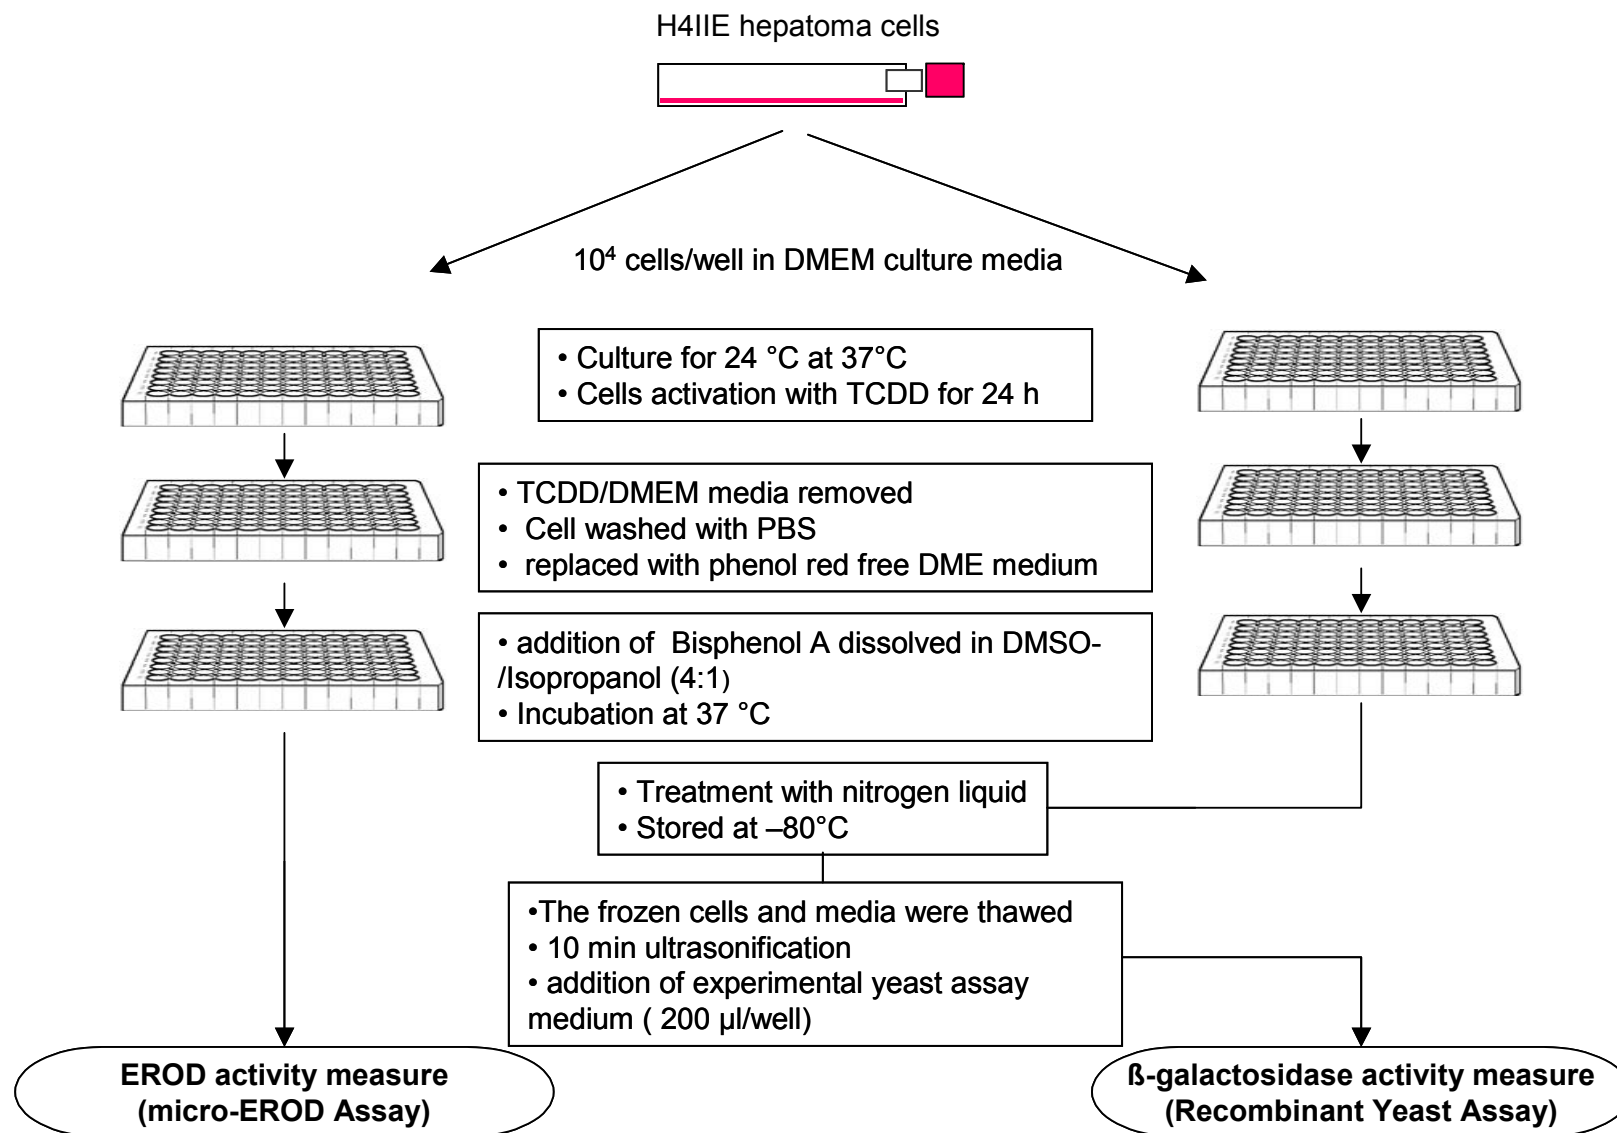 H4IIE hepatoma cells
10⁴ cells/well in DMEM culture media
• Culture for 24 °C at 37°C
• Cells activation with TCDD for 24 h
• TCDD/DMEM media removed
• Cell washed with PBS
• replaced with phenol red free DME medium
• addition of Bisphenol A dissolved in DMSO-
/Isopropanol (4:1)
• Incubation at 37 °C
• Treatment with nitrogen liquid
• Stored at –80°C
•The frozen cells and media were thawed
• 10 min ultrasonification
• addition of experimental yeast assay
medium ( 200 µl/well)
EROD activity measure
(micro-EROD Assay)
ß-galactosidase activity measure
(Recombinant Yeast Assay)